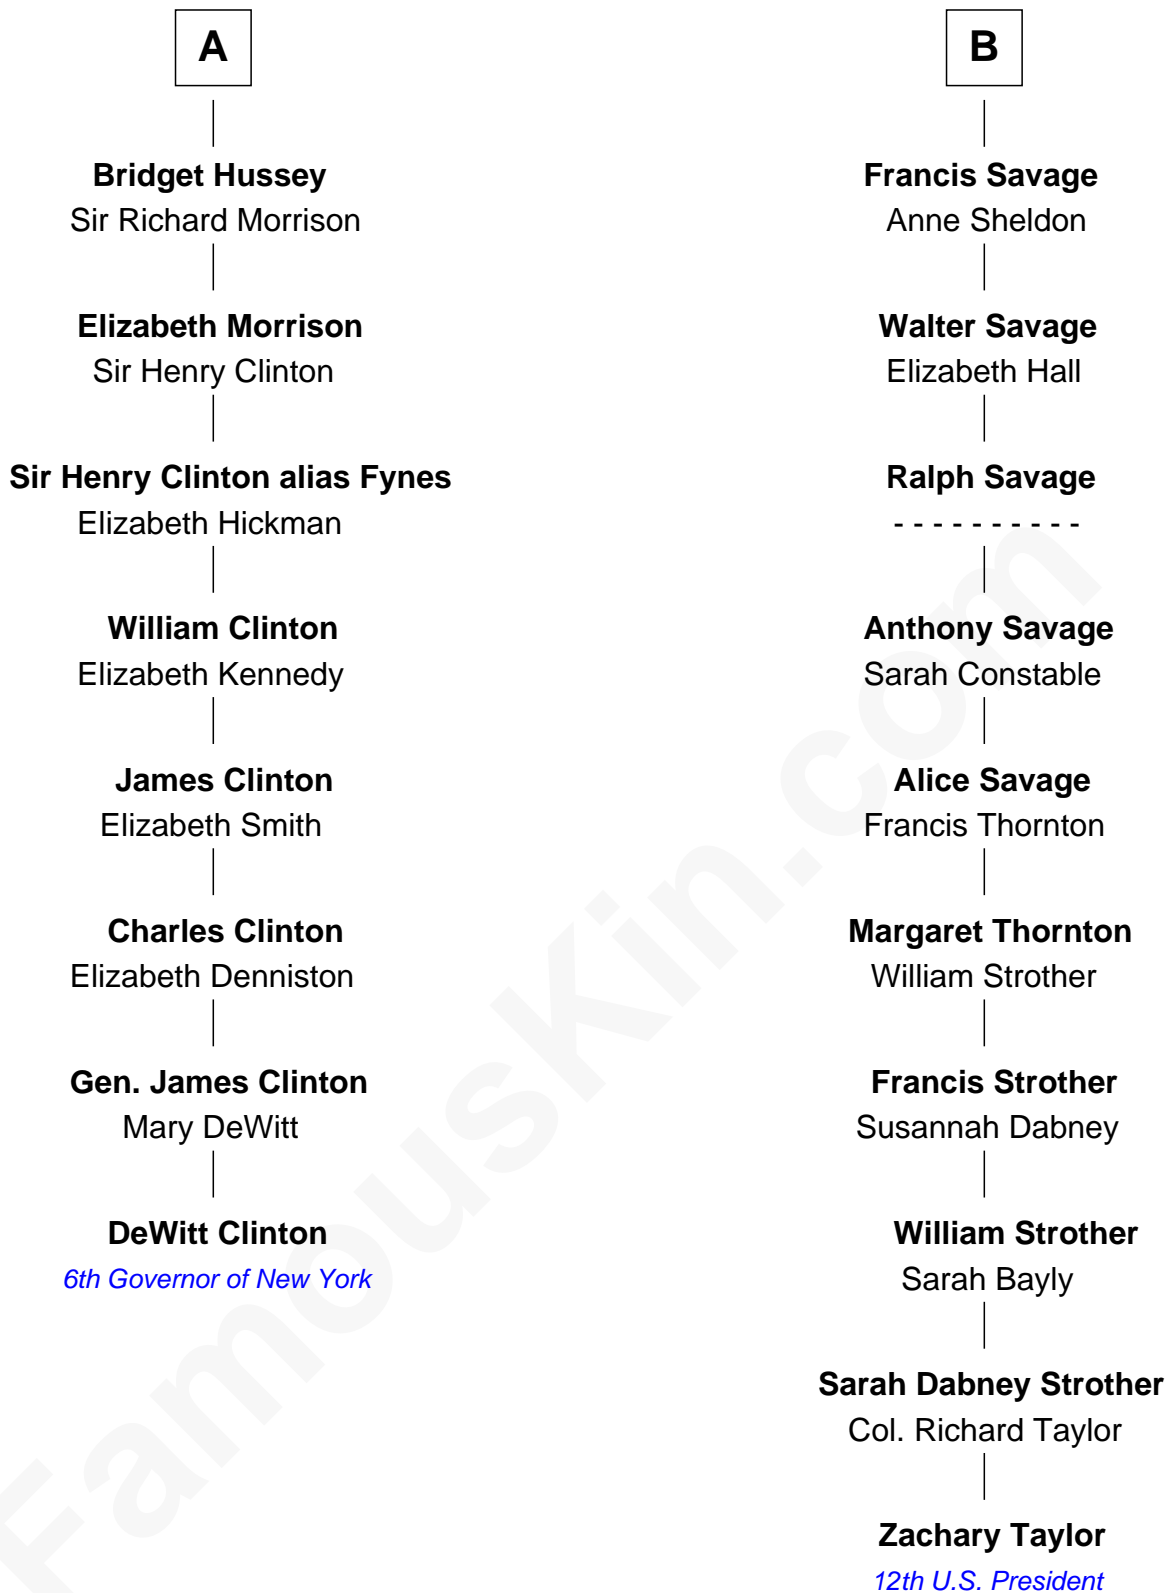 A
Bridget Hussey
Sir Richard Morrison
Elizabeth Morrison
Sir Henry Clinton
Sir Henry Clinton alias Fynes
Elizabeth Hickman
William Clinton
Elizabeth Kennedy
James Clinton
Elizabeth Smith
Charles Clinton
Elizabeth Denniston
Gen. James Clinton
Mary DeWitt
DeWitt Clinton
6th Governor of New York
B
Francis Savage
Anne Sheldon
Walter Savage
Elizabeth Hall
Ralph Savage
- - - - - - - - - -
Anthony Savage
Sarah Constable
Alice Savage
Francis Thornton
Margaret Thornton
William Strother
Francis Strother
Susannah Dabney
William Strother
Sarah Bayly
Sarah Dabney Strother
Col. Richard Taylor
Zachary Taylor
12th U.S. President
FamousKin.com